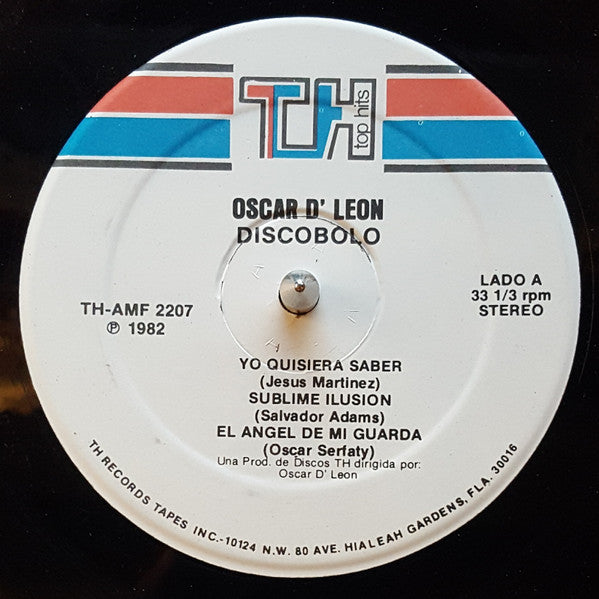 TH
top hits
OSCAR D' LEON
DISCOBOLO
TH-AMF 2207
℗ 1982
LADO A
33 1/3 rpm
STEREO
YO QUISIERA SABER
(Jesus Martinez)
SUBLIME ILUSION
(Salvador Adams)
EL ANGEL DE MI GUARDA
(Oscar Serfaty)
Una Prod. de Discos TH dirigida por:
Oscar D' Leon
TH RECORDS TAPES INC.-10124 N.W. 80 AVE. HIALEAH GARDENS, FLA. 30016